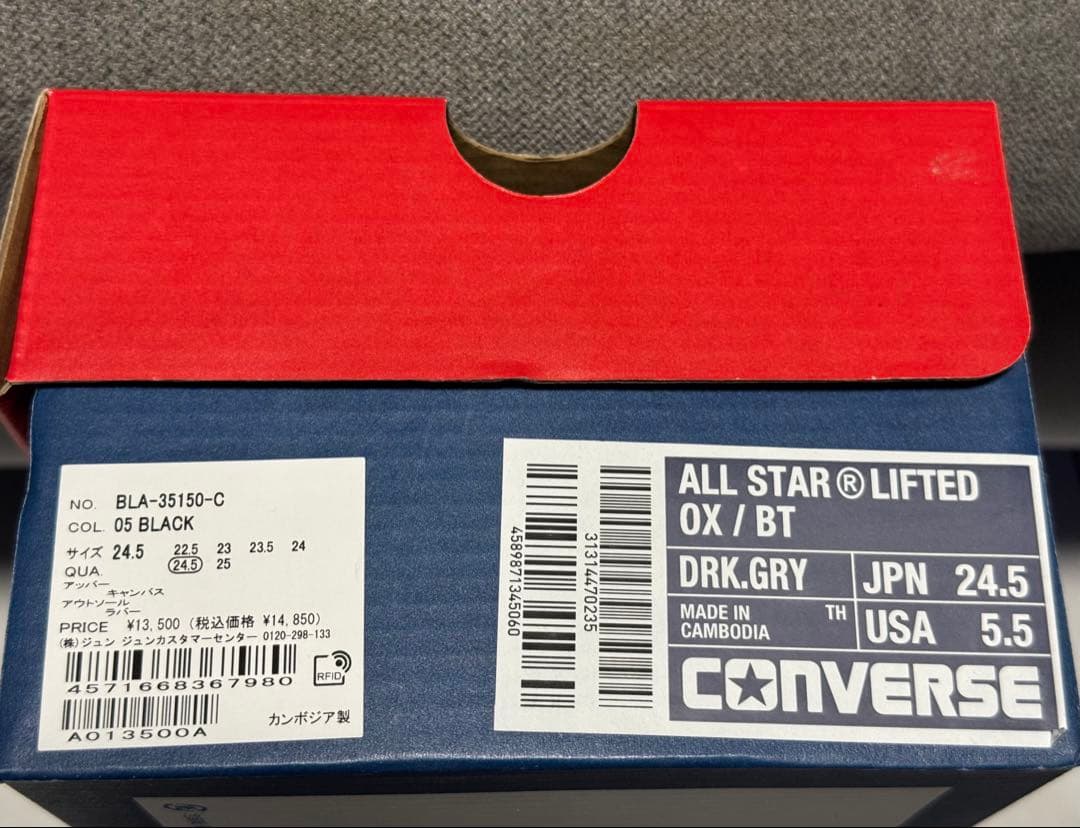 NO. BLA-35150-C
COL. 05 BLACK
サイズ 24.5 22.5 23 23.5 24
QUA. 24.5 25
アッパー
キャンバス
アウトソール
ラバー
PRICE ¥13,500 (税込価格 ¥14,850)
(株)ジュン ジュンカスタマーセンター 0120-298-133
4571668367980
RFID
A013500A
カンボジア製
4589871345060
3131447023​5
ALL STAR Ⓡ LIFTED
OX / BT
DRK.GRY
JPN 24.5
MADE IN TH
CAMBODIA
USA 5.5
CONVERSE